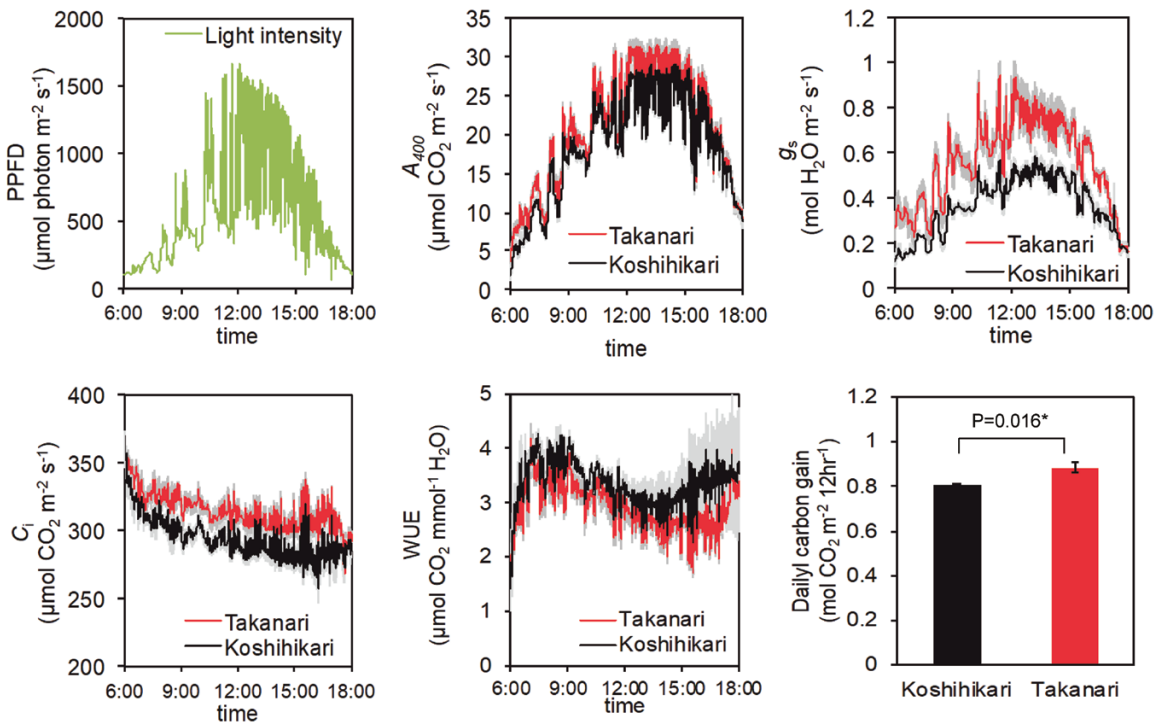 2000
1500
1000
500
0
PPFD
(µmol photon m⁻² s⁻¹)
Light intensity
6:00 9:00 12:00 15:00 18:00
time
35
30
25
20
15
10
5
0
A400
(µmol CO₂ m⁻² s⁻¹)
Takanari
Koshihikari
6:00 9:00 12:00 15:00 18:00
time
1.2
1
0.8
0.6
0.4
0.2
0
gs
(mol H₂O m⁻² s⁻¹)
Takanari
Koshihikari
6:00 9:00 12:00 15:00 18:00
time
400
350
300
250
200
Ci
(µmol CO₂ m⁻² s⁻¹)
Takanari
Koshihikari
6:00 9:00 12:00 15:00 18:00
time
5
4
3
2
1
0
WUE
(µmol CO₂ mmol⁻¹ H₂O)
Takanari
Koshihikari
6:00 9:00 12:00 15:00 18:00
time
1.2
1
0.8
0.8
0.4
0.2
0
Dailyl carbon gain
(mol CO₂ m⁻² 12hr⁻¹)
P=0.016*
Koshihikari Takanari